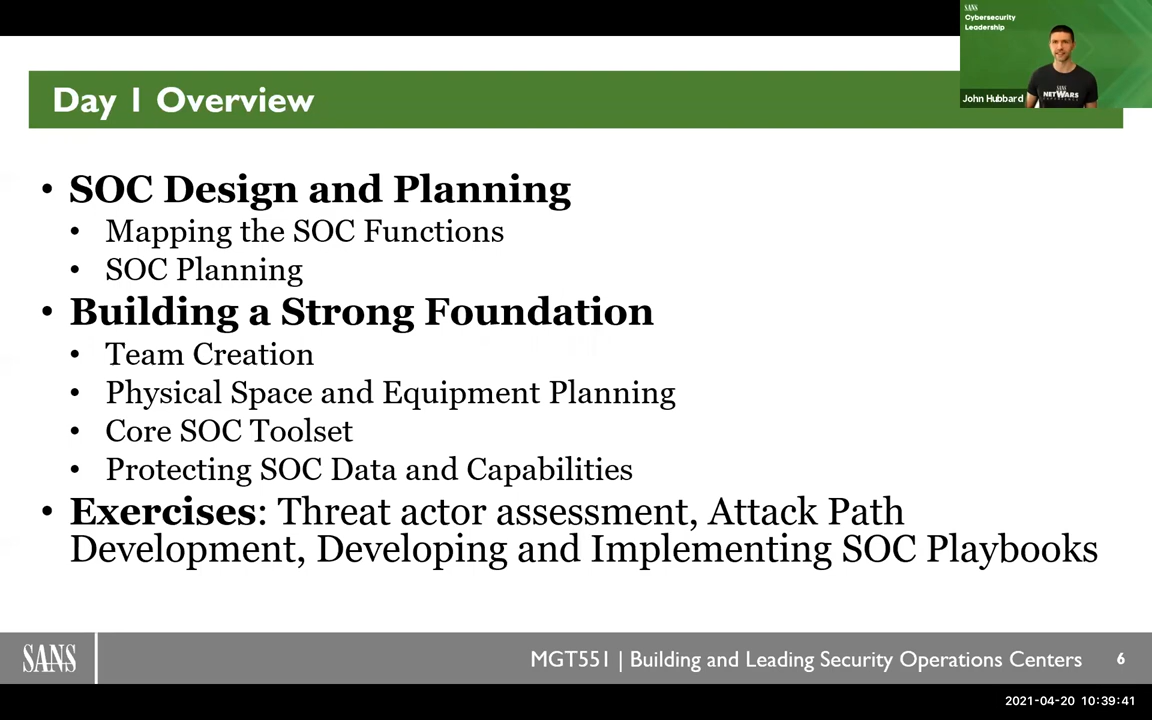 SANS
Cybersecurity
Leadership
SANS
NETWARS
John Hubbard
Day 1 Overview
• SOC Design and Planning
• Mapping the SOC Functions
• SOC Planning
• Building a Strong Foundation
• Team Creation
• Physical Space and Equipment Planning
• Core SOC Toolset
• Protecting SOC Data and Capabilities
• Exercises: Threat actor assessment, Attack Path
Development, Developing and Implementing SOC Playbooks
SANS
MGT551 | Building and Leading Security Operations Centers 6
2021-04-20 10:39:41